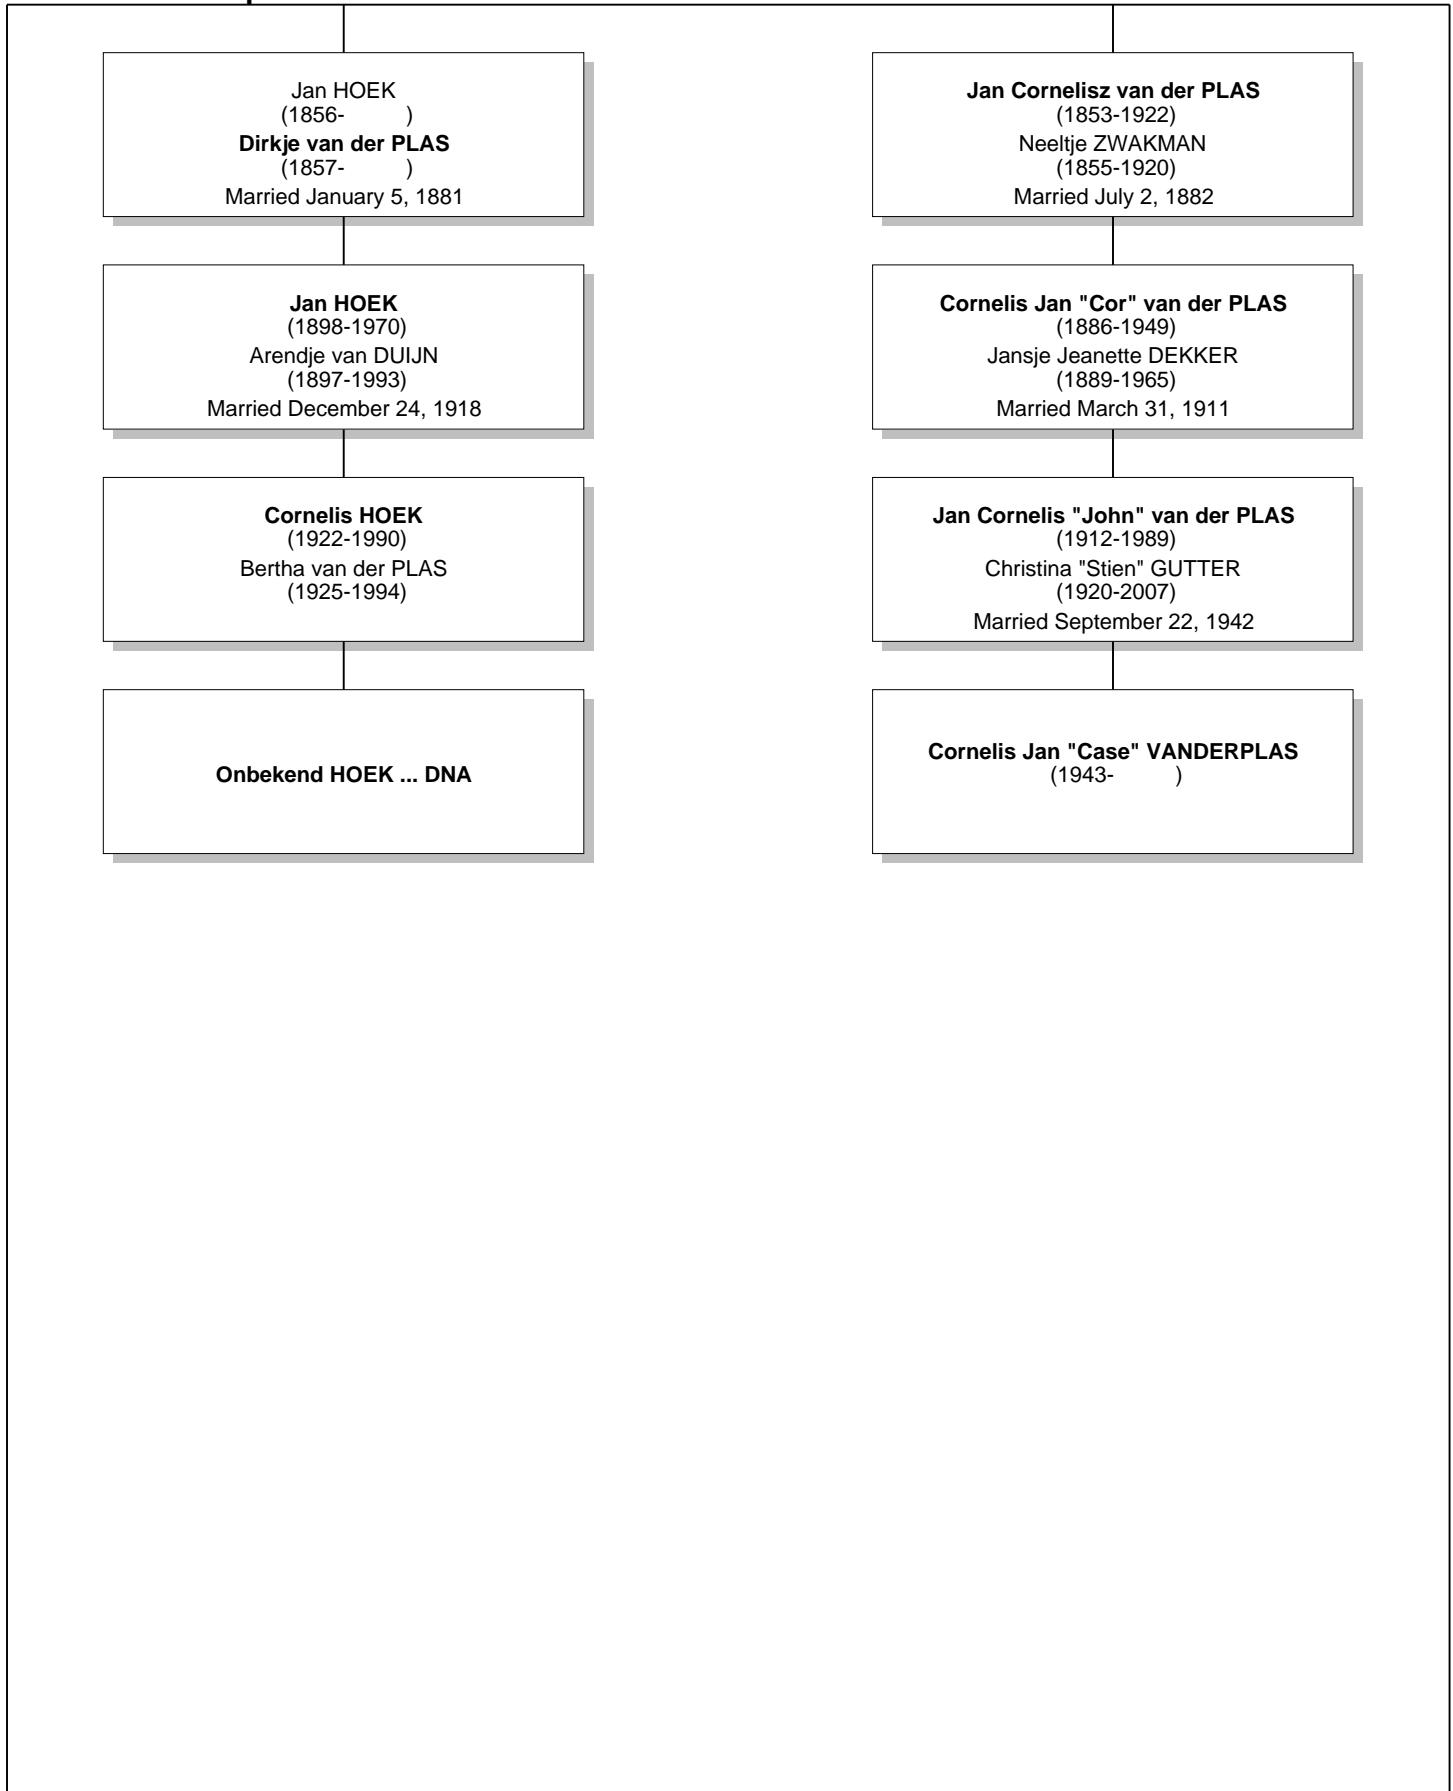 Jan HOEK
(1856- )
Dirkje van der PLAS
(1857- )
Married January 5, 1881
Jan HOEK
(1898-1970)
Arendje van DUIJN
(1897-1993)
Married December 24, 1918
Cornelis HOEK
(1922-1990)
Bertha van der PLAS
(1925-1994)
Onbekend HOEK ... DNA
Jan Cornelisz van der PLAS
(1853-1922)
Neeltje ZWAKMAN
(1855-1920)
Married July 2, 1882
Cornelis Jan "Cor" van der PLAS
(1886-1949)
Jansje Jeanette DEKKER
(1889-1965)
Married March 31, 1911
Jan Cornelis "John" van der PLAS
(1912-1989)
Christina "Stien" GUTTER
(1920-2007)
Married September 22, 1942
Cornelis Jan "Case" VANDERPLAS
(1943- )